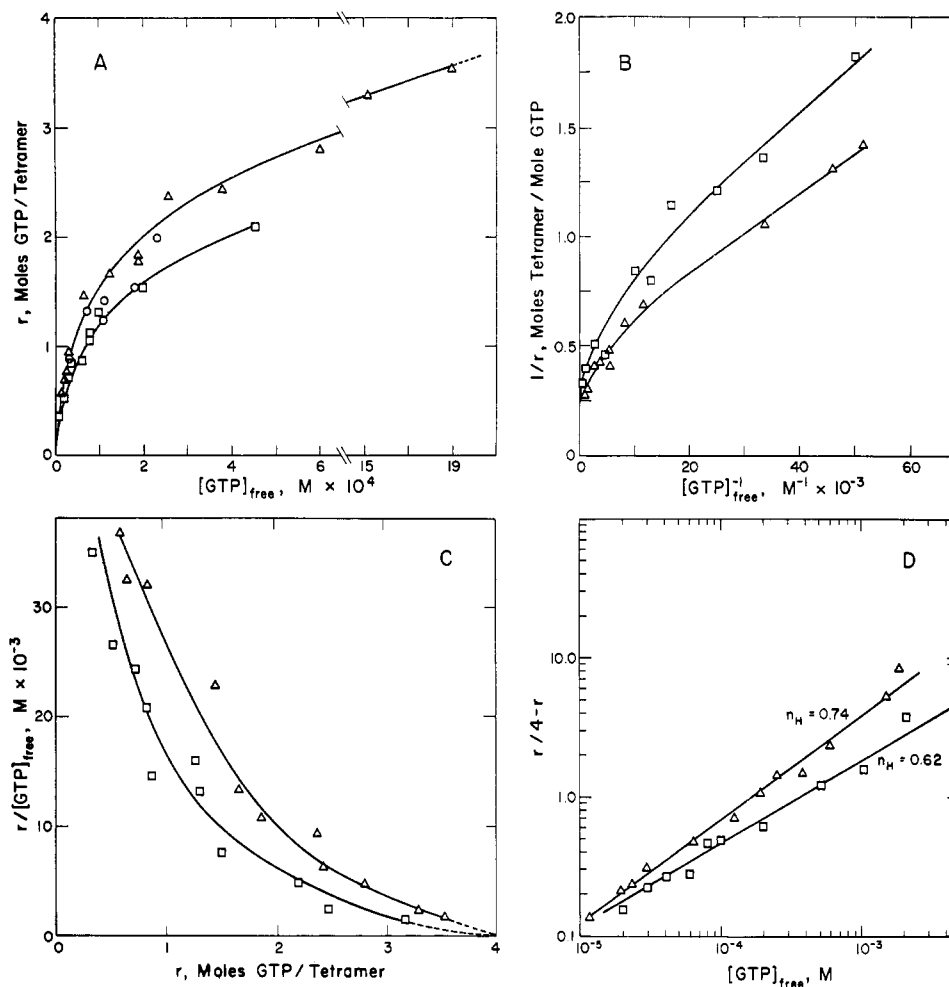 A
4
3
2
1
0
r, Moles GTP/Tetramer
0 2 4 6 15 19
[GTP]free, M × 10⁴
B
2.0
1.5
1.0
0.5
0
1/r, Moles Tetramer / Mole GTP
0 20 40 60
[GTP]⁻¹free, M⁻¹ × 10⁻³
C
30
20
10
0
r/[GTP]free, M × 10⁻³
0 1 2 3 4
r, Moles GTP/Tetramer
D
10.0
1.0
0.1
r/4-r
nH = 0.74
nH = 0.62
10⁻⁵ 10⁻⁴ 10⁻³
[GTP]free, M